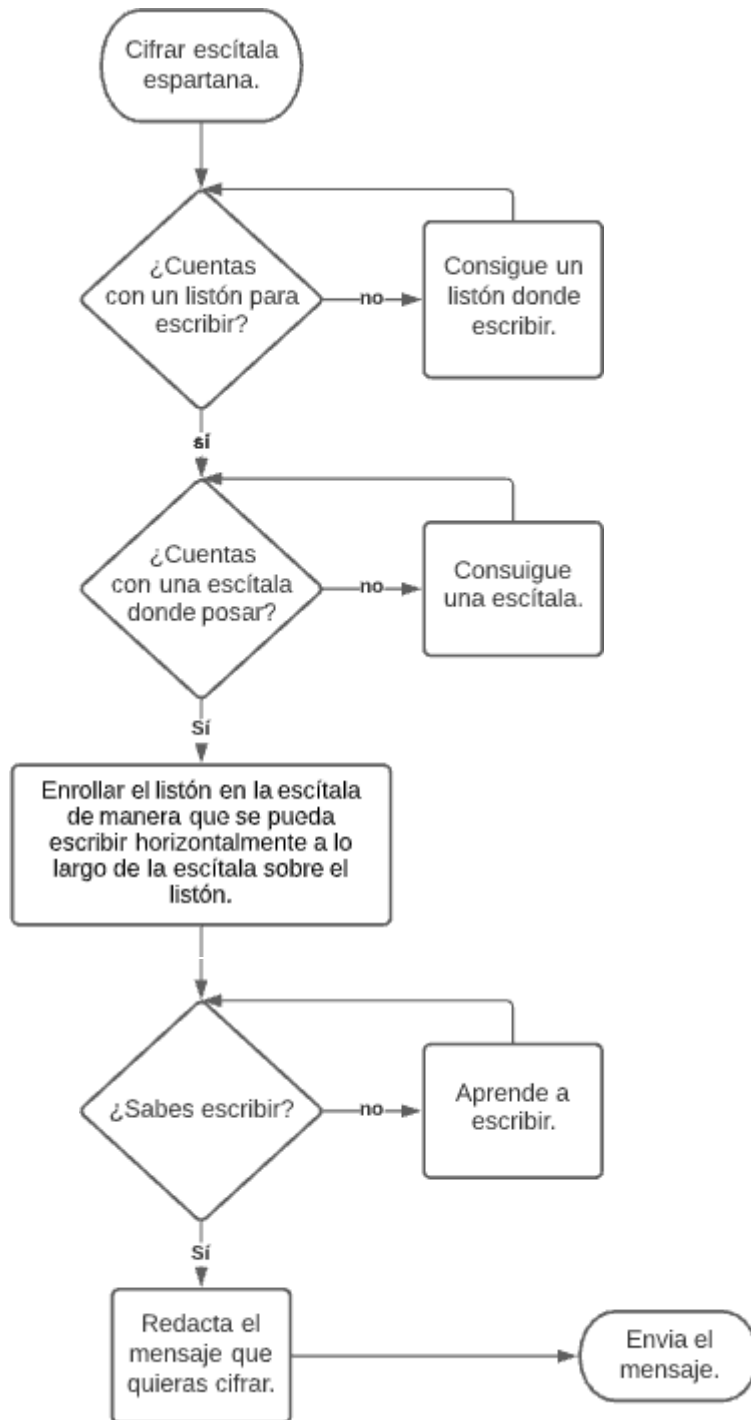 Cifrar escítala
espartana.
¿Cuentas
con un listón para
escribir?
no
Consigue un
listón donde
escribir.
sí
¿Cuentas
con una escítala
donde posar?
no
Consuigue
una escítala.
Sí
Enrollar el listón en la escítala
de manera que se pueda
escribir horizontalmente a lo
largo de la escítala sobre el
listón.
¿Sabes escribir?
no
Aprende a
escribir.
Sí
Redacta el
mensaje que
quieras cifrar.
Envia el
mensaje.